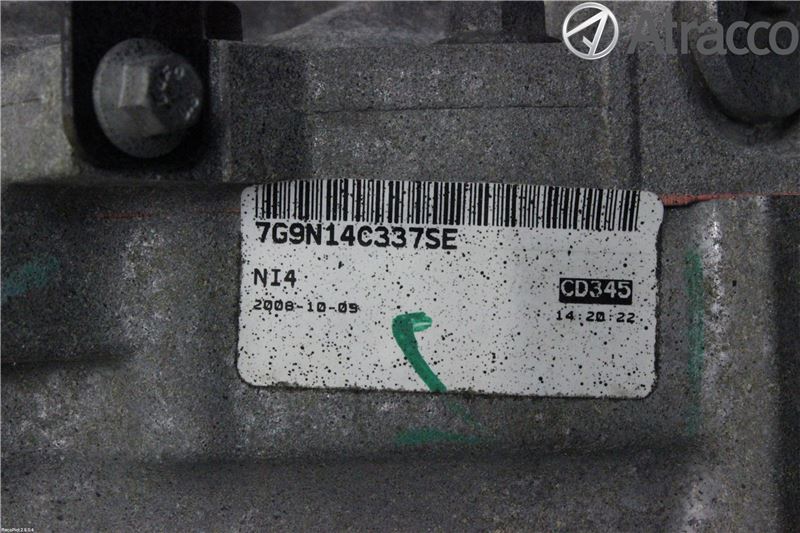 Atracco
7G9N14C337SE
NI4
CD345
2008-10-09
14:20:22